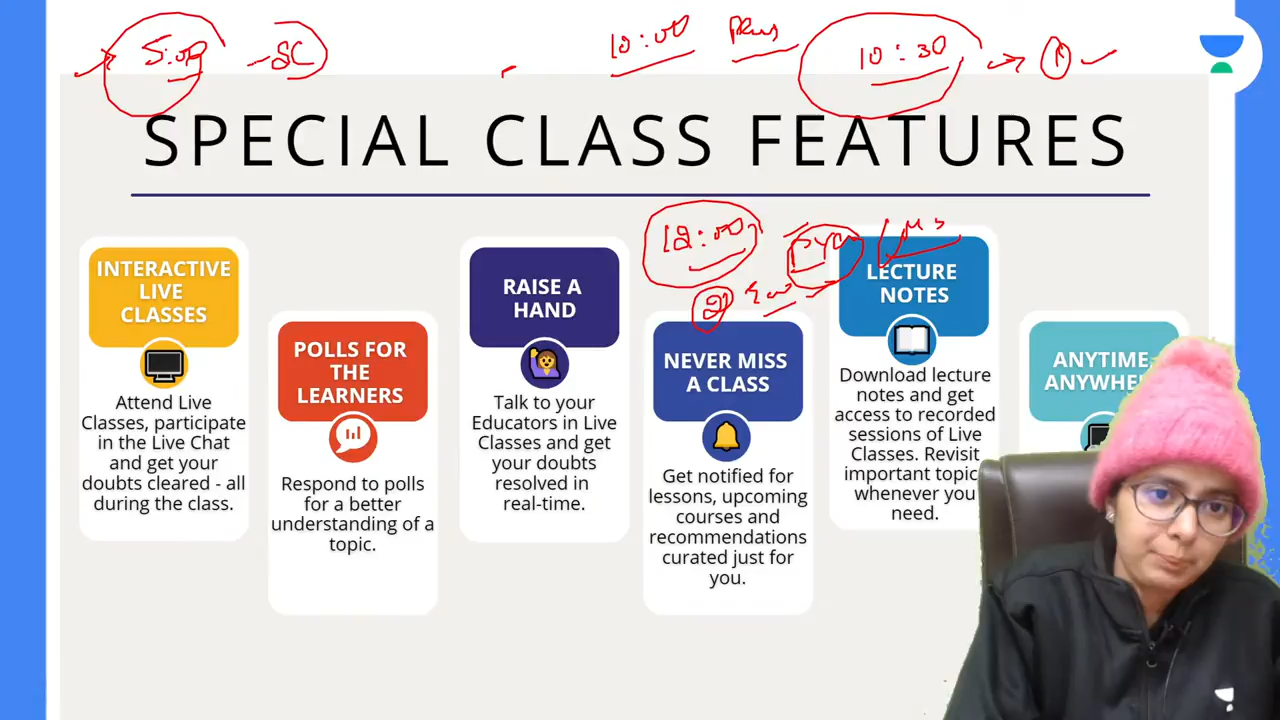 5:00 - SC 10:00 Plus 10:30
SPECIAL CLASS FEATURES
12:00
INTERACTIVE
LIVE
CLASSES
Attend Live
Classes, participate
in the Live Chat
and get your
doubts cleared - all
during the class.
POLLS FOR
THE
LEARNERS
Respond to polls
for a better
understanding of a
topic.
RAISE A
HAND
Talk to your
Educators in Live
Classes and get
your doubts
resolved in
real-time.
NEVER MISS
A CLASS
Get notified for
lessons, upcoming
courses and
recommendations
curated just for
you.
LECTURE
NOTES
Download lecture
notes and get
access to recorded
sessions of Live
Classes. Revisit
important topic
whenever you
need.
ANYTIME